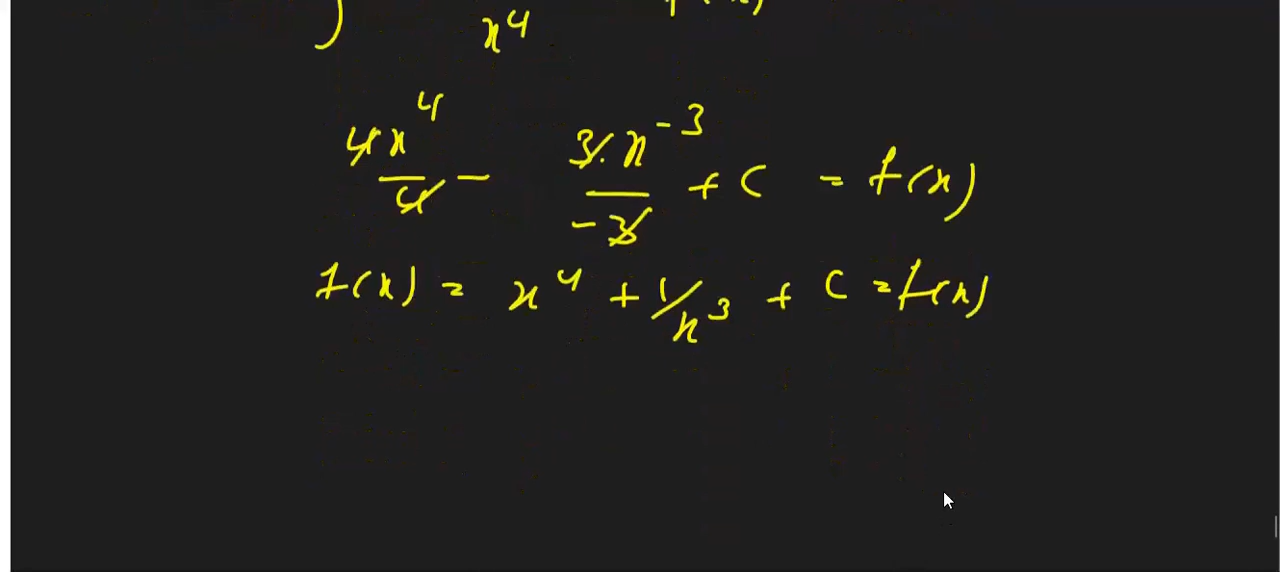 ∫ x⁴ f(x)
4x⁴/4 − 3.x⁻³/−3 + C = f(x)
f(x) = x⁴ + 1/x³ + C = f(x)